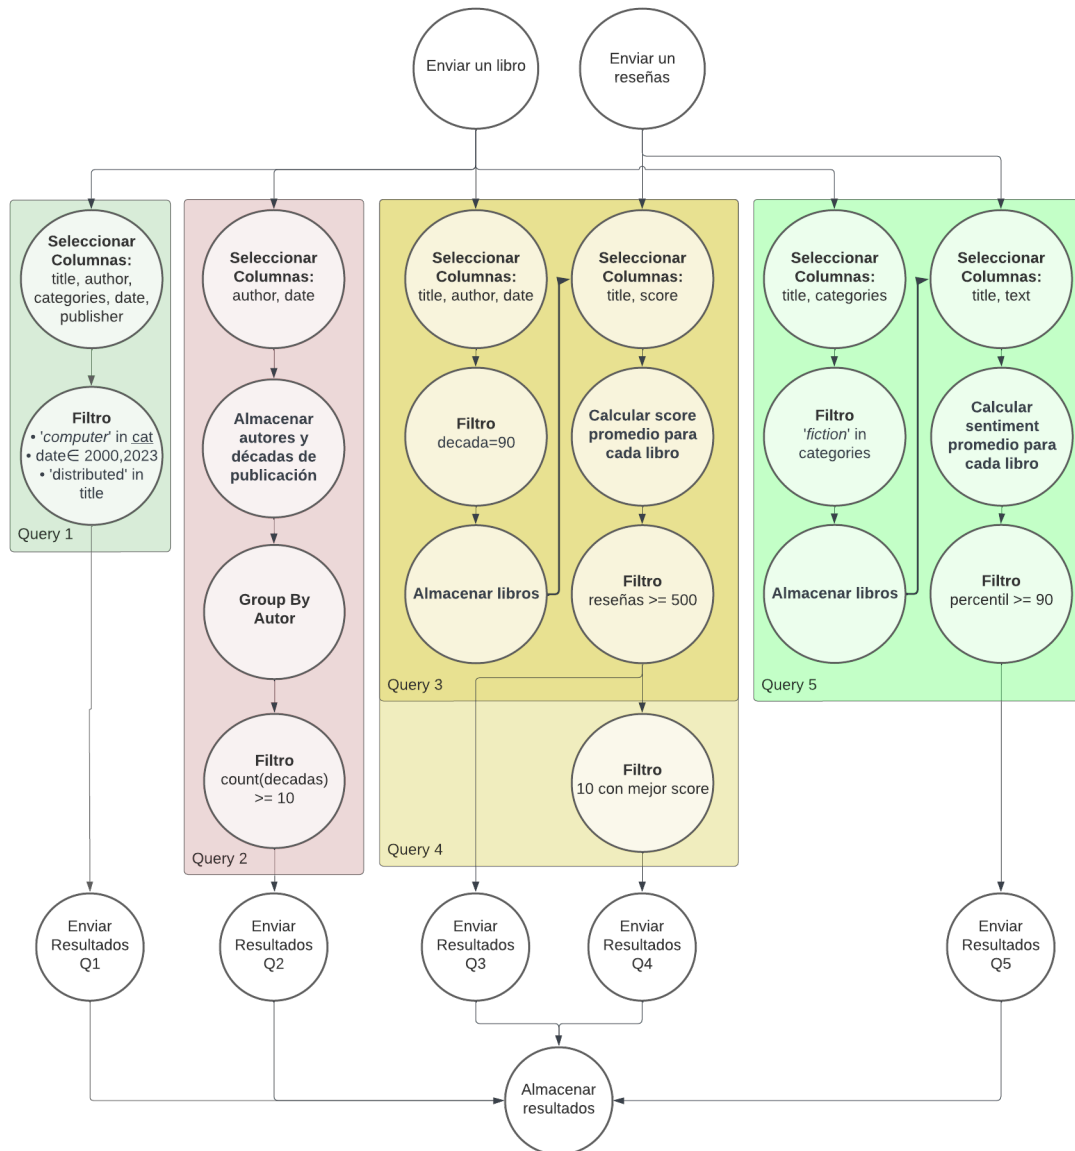 Enviar un libro
Enviar un
reseñas
Seleccionar
Columnas:
title, author,
categories, date,
publisher
Filtro
• 'computer' in cat
• date∈ 2000,2023
• 'distributed' in
title
Query 1
Seleccionar
Columnas:
author, date
Almacenar
autores y
décadas de
publicación
Group By
Autor
Filtro
count(decadas)
>= 10
Query 2
Seleccionar
Columnas:
title, author, date
Filtro
decada=90
Almacenar libros
Seleccionar
Columnas:
title, score
Calcular score
promedio para
cada libro
Filtro
reseñas >= 500
Query 3
Filtro
10 con mejor score
Query 4
Seleccionar
Columnas:
title, categories
Filtro
'fiction' in
categories
Almacenar libros
Seleccionar
Columnas:
title, text
Calcular
sentiment
promedio para
cada libro
Filtro
percentil >= 90
Query 5
Enviar
Resultados
Q1
Enviar
Resultados
Q2
Enviar
Resultados
Q3
Enviar
Resultados
Q4
Enviar
Resultados
Q5
Almacenar
resultados